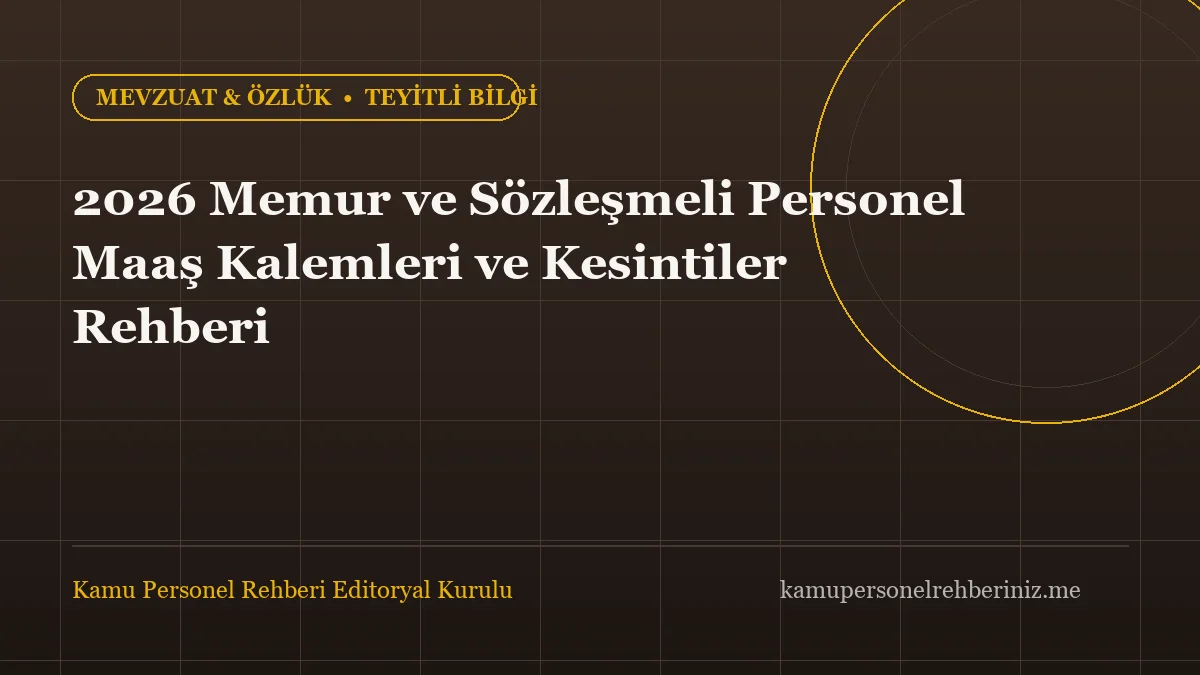 MEVZUAT & ÖZLÜK • TEYİTLİ BİLGİ
2026 Memur ve Sözleşmeli Personel
Maaş Kalemleri ve Kesintiler
Rehberi
Kamu Personel Rehberi Editoryal Kurulu
kamupersonelrehberiniz.me